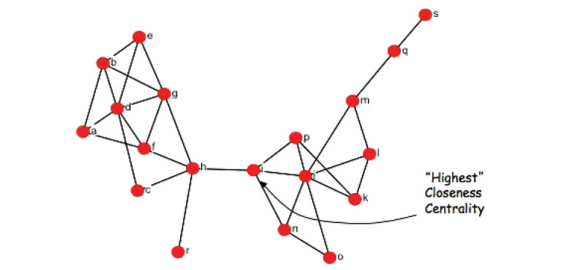 s
e
q
b
g
m
d
a
p
f
l
h
j
c
k
n
r
o
“Highest”
Closeness
Centrality